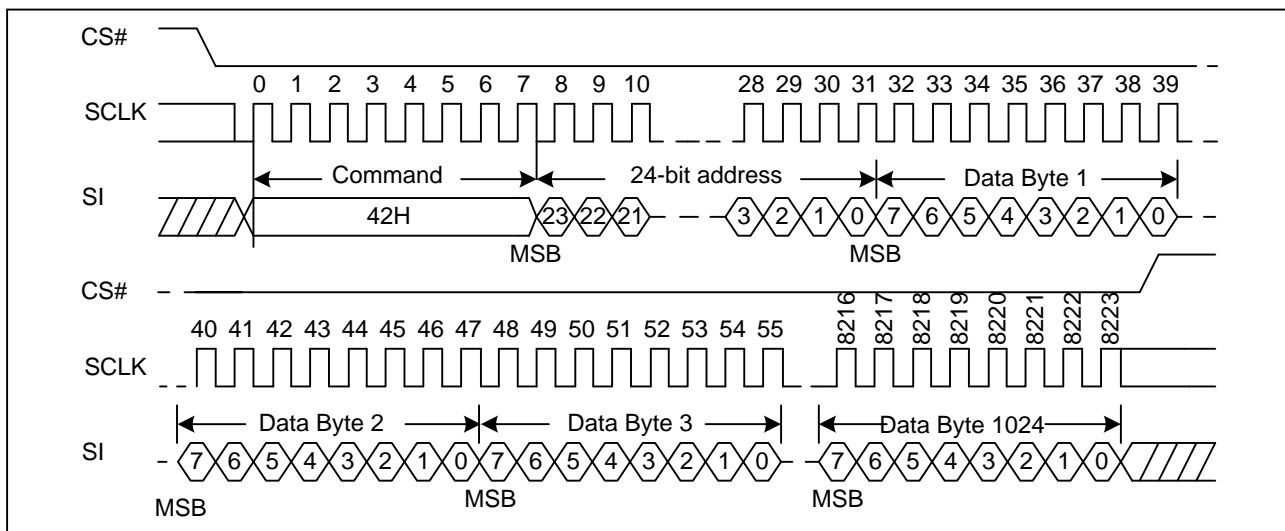 CS#
0 1 2 3 4 5 6 7 8 9 10 28 29 30 31 32 33 34 35 36 37 38 39
SCLK
Command 24-bit address Data Byte 1
SI
42H 23 22 21 3 2 1 0 7 6 5 4 3 2 1 0
MSB MSB
CS#
40 41 42 43 44 45 46 47 48 49 50 51 52 53 54 55 8216 8217 8218 8219 8220 8221 8222 8223
SCLK
Data Byte 2 Data Byte 3 Data Byte 1024
SI
7 6 5 4 3 2 1 0 7 6 5 4 3 2 1 0 7 6 5 4 3 2 1 0
MSB MSB MSB